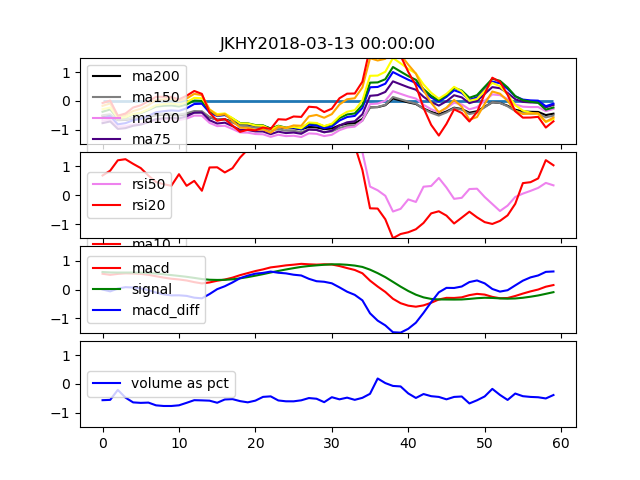 JKHY2018-03-13 00:00:00
1
0
−1
ma200
ma150
ma100
ma75
1
0
−1
rsi50
rsi20
ma10
1
0
−1
macd
signal
macd_diff
1
0
−1
volume as pct
0 10 20 30 40 50 60